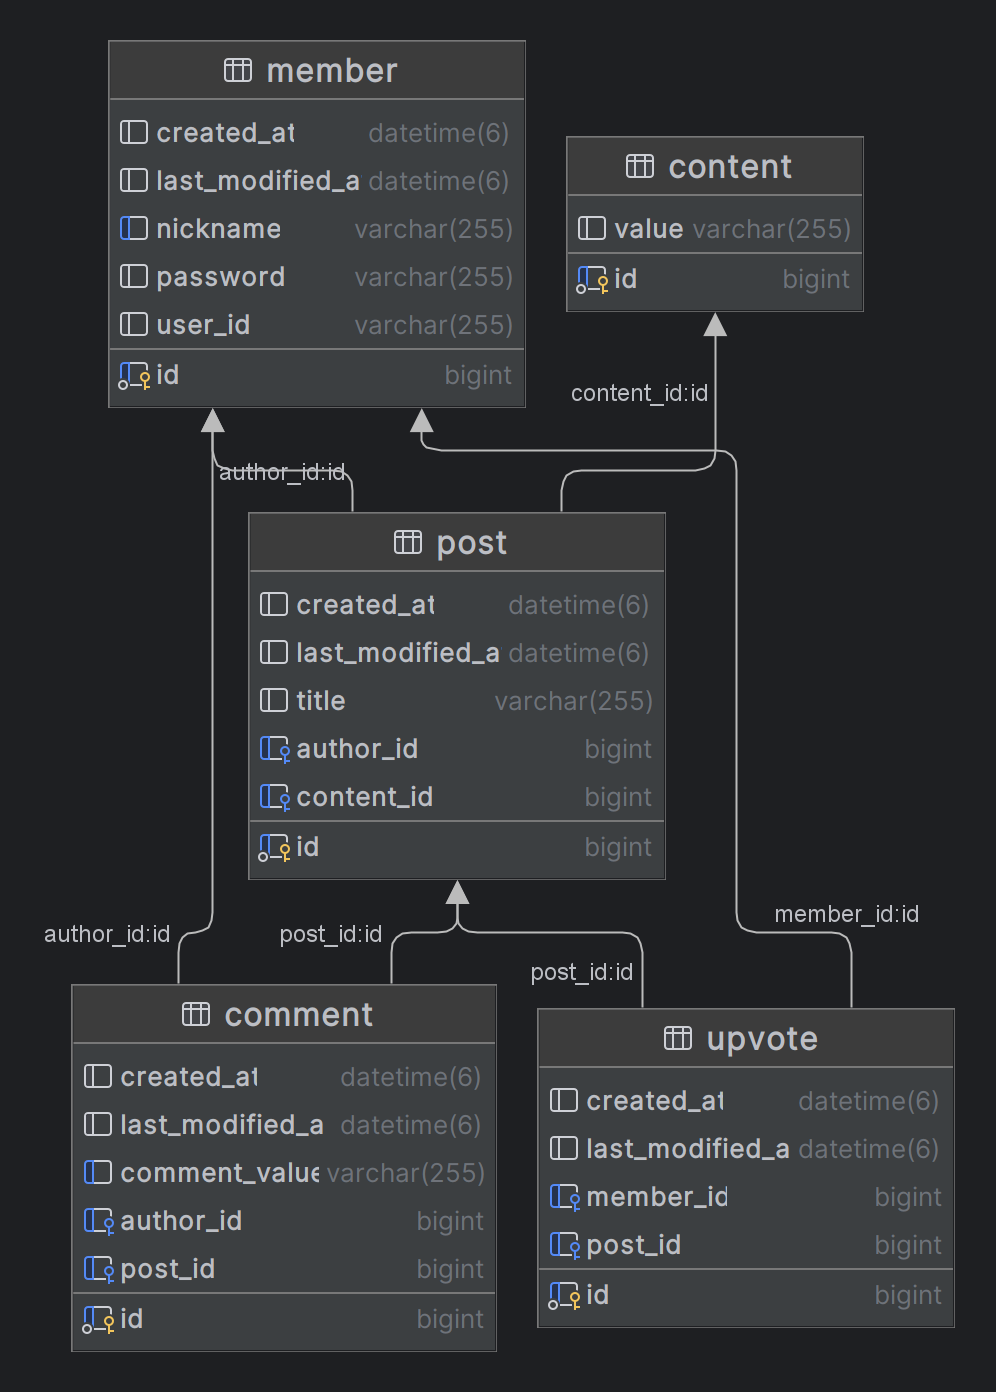 member
created_at datetime(6)
last_modified_a datetime(6)
nickname varchar(255)
password varchar(255)
user_id varchar(255)
id bigint
content
value varchar(255)
id bigint
content_id:id
author_id:id
post
created_at datetime(6)
last_modified_a datetime(6)
title varchar(255)
author_id bigint
content_id bigint
id bigint
author_id:id
post_id:id
member_id:id
post_id:id
comment
created_at datetime(6)
last_modified_a datetime(6)
comment_value varchar(255)
author_id bigint
post_id bigint
id bigint
upvote
created_at datetime(6)
last_modified_a datetime(6)
member_id bigint
post_id bigint
id bigint